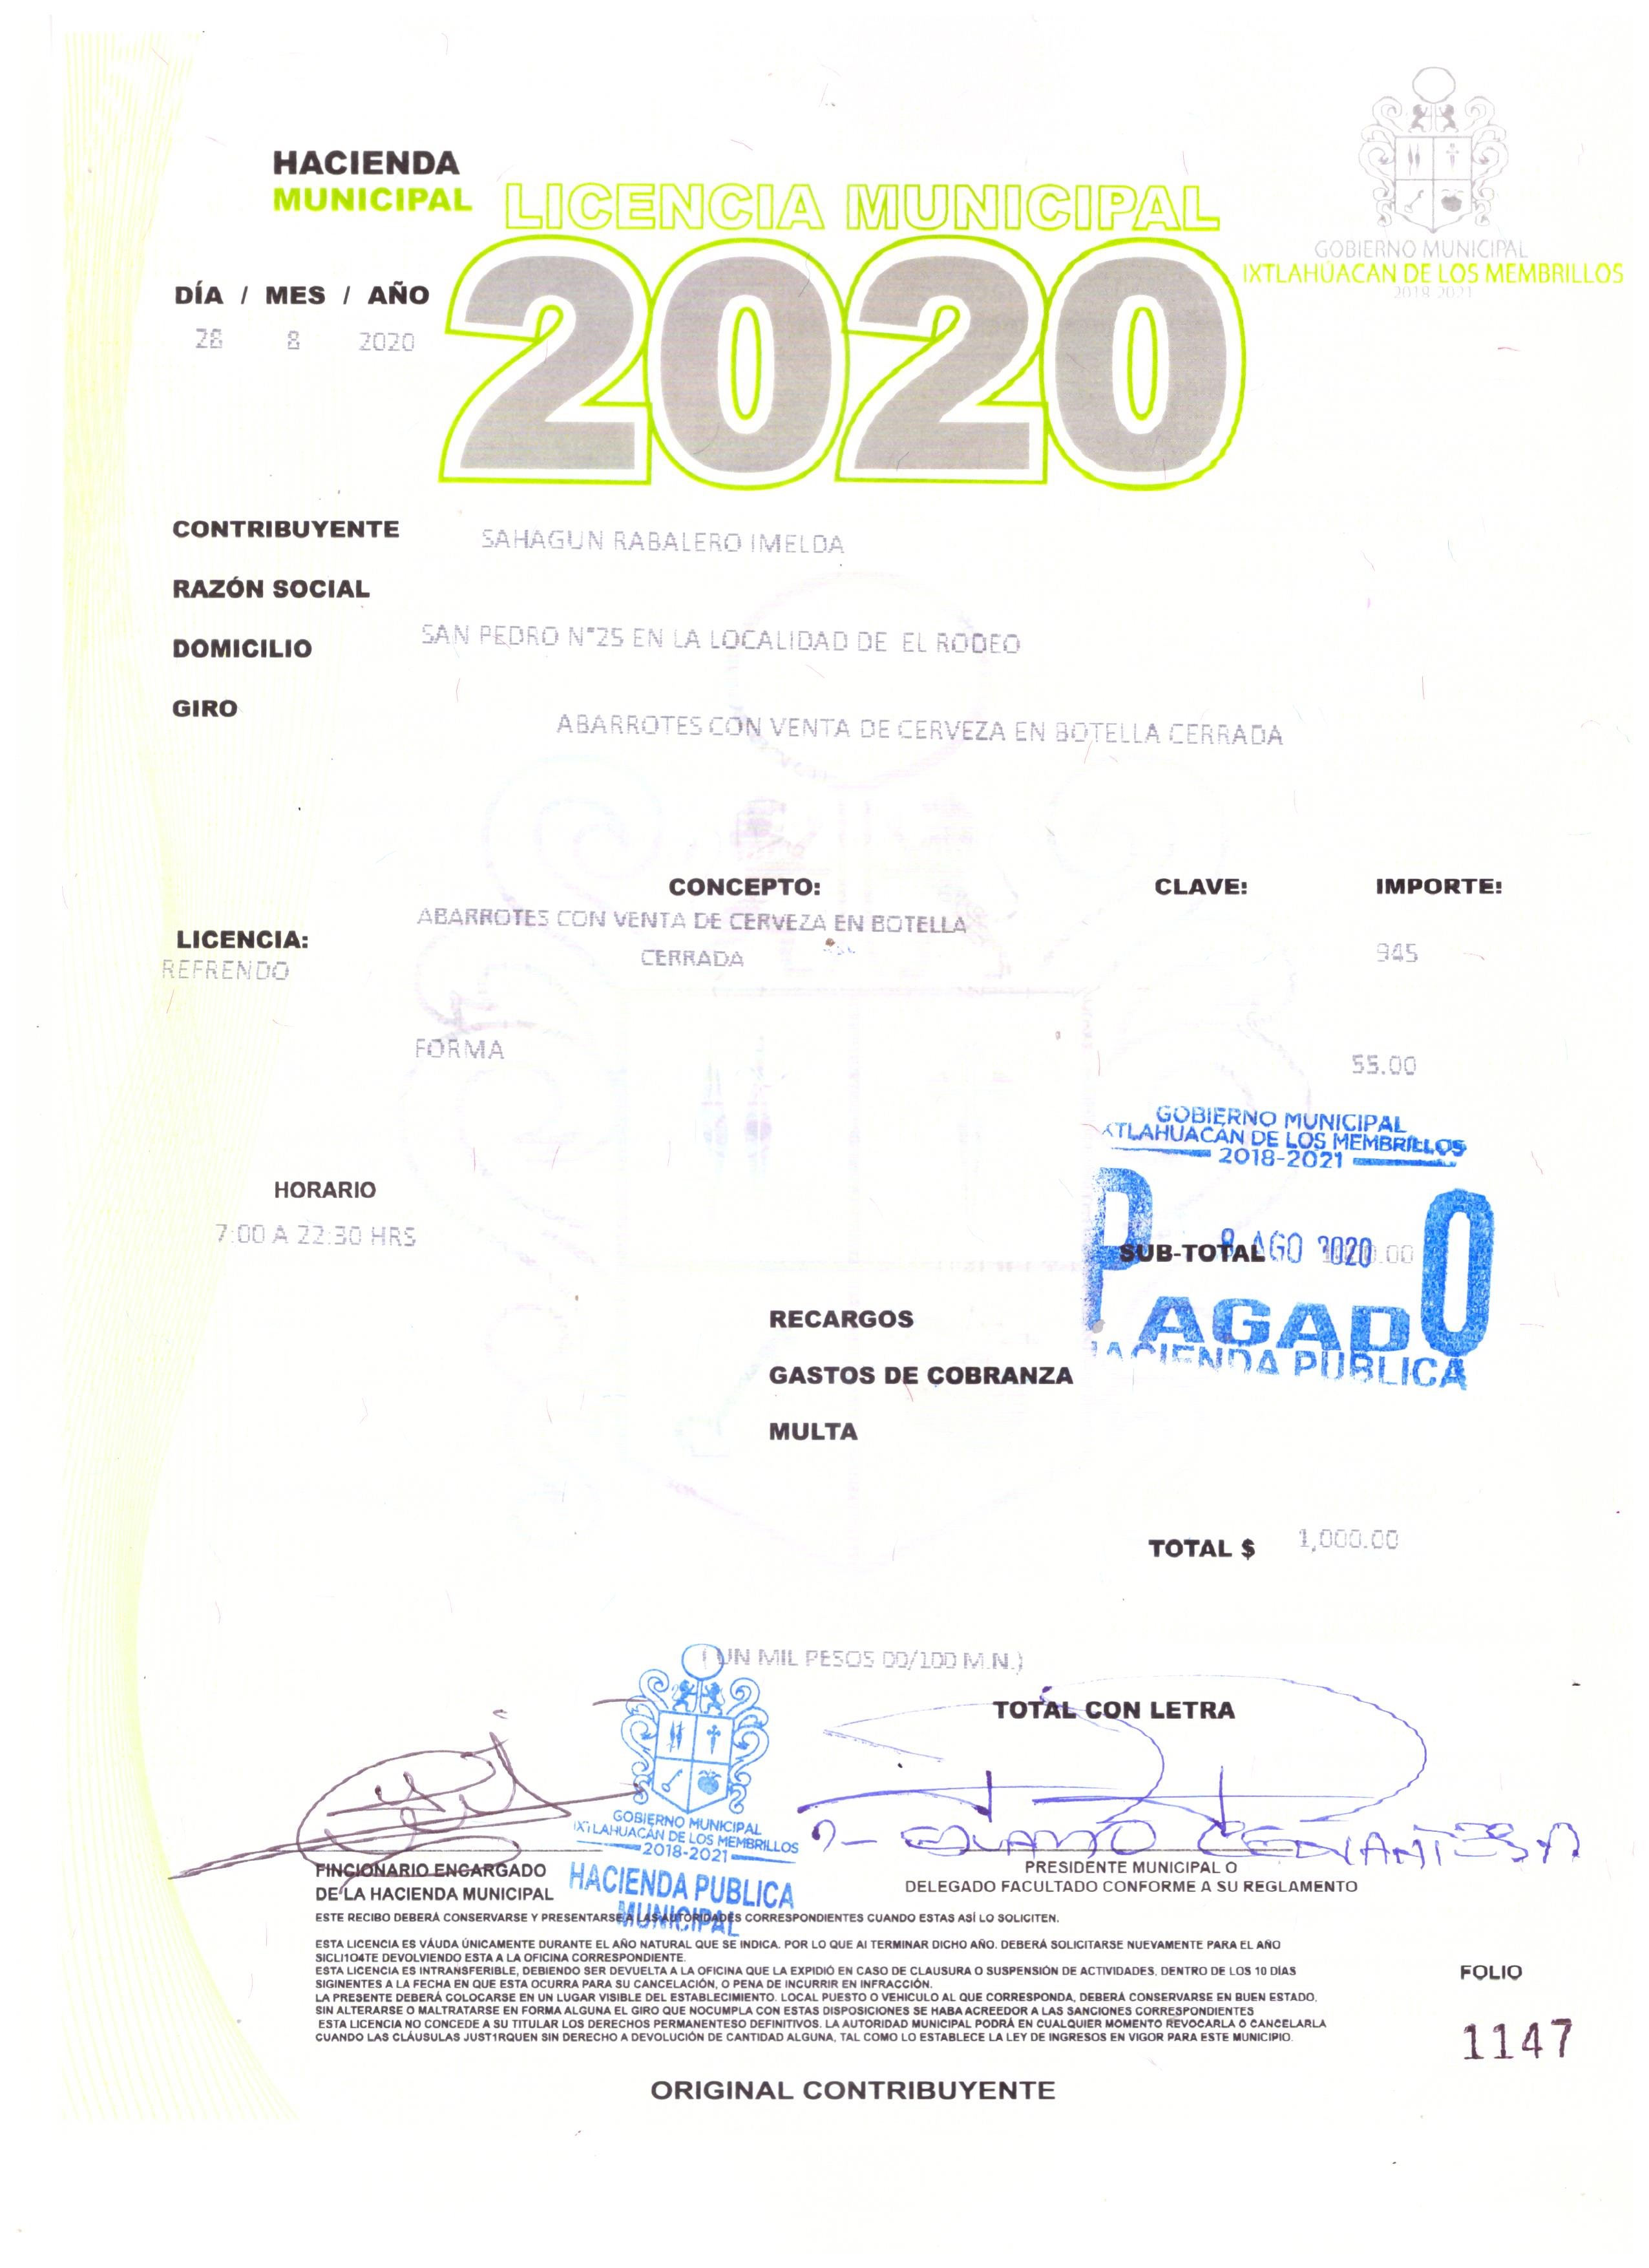 HACIENDA
MUNICIPAL
LICENCIA MUNICIPAL
2020
GOBIERNO MUNICIPAL
IXTLAHUACAN DE LOS MEMBRILLOS
2018-2021
DÍA / MES / AÑO
28 8 2020
CONTRIBUYENTE SAHAGUN RABALERO IMELDA
RAZÓN SOCIAL
DOMICILIO SAN PEDRO N°25 EN LA LOCALIDAD DE EL RODEO
GIRO
ABARROTES CON VENTA DE CERVEZA EN BOTELLA CERRADA
CONCEPTO: CLAVE: IMPORTE:
ABARROTES CON VENTA DE CERVEZA EN BOTELLA
LICENCIA: CERRADA 945
REFRENDO
FORMA 55.00
GOBIERNO MUNICIPAL
XTLAHUACÁN DE LOS MEMBRILLOS
2018-2021
HORARIO
7:00 A 22:30 HRS
SUB-TOTAL
8 AGO 2020
PAGADO
HACIENDA PUBLICA
RECARGOS
GASTOS DE COBRANZA
MULTA
TOTAL $ 1,000.00
( UN MIL PESOS 00/100 M.N.)
TOTAL CON LETRA
GOBIERNO MUNICIPAL
IXTLAHUACÁN DE LOS MEMBRILLOS
2018-2021
HACIENDA PUBLICA
MUNICIPAL
FINCIONARIO ENGARGADO
DE LA HACIENDA MUNICIPAL
PRESIDENTE MUNICIPAL O
DELEGADO FACULTADO CONFORME A SU REGLAMENTO
ESTE RECIBO DEBERÁ CONSERVARSE Y PRESENTARSE A LAS AUTORIDADES CORRESPONDIENTES CUANDO ESTAS ASÍ LO SOLICITEN.
ESTA LICENCIA ES VÁUDA ÚNICAMENTE DURANTE EL AÑO NATURAL QUE SE INDICA. POR LO QUE AI TERMINAR DICHO AÑO. DEBERÁ SOLICITARSE NUEVAMENTE PARA EL AÑO
SICLI1O4TE DEVOLVIENDO ESTA A LA OFICINA CORRESPONDIENTE.
ESTA LICENCIA ES INTRANSFERIBLE, DEBIENDO SER DEVUELTA A LA OFICINA QUE LA EXPIDIÓ EN CASO DE CLAUSURA O SUSPENSIÓN DE ACTIVIDADES, DENTRO DE LOS 10 DÍAS
SIGINENTES A LA FECHA EN QUE ESTA OCURRA PARA SU CANCELACIÓN, O PENA DE INCURRIR EN INFRACCIÓN.
LA PRESENTE DEBERÁ COLOCARSE EN UN LUGAR VISIBLE DEL ESTABLECIMIENTO. LOCAL PUESTO O VEHICULO AL QUE CORRESPONDA, DEBERÁ CONSERVARSE EN BUEN ESTADO,
SIN ALTERARSE O MALTRATARSE EN FORMA ALGUNA EL GIRO QUE NOCUMPLA CON ESTAS DISPOSICIONES SE HABA ACREEDOR A LAS SANCIONES CORRESPONDIENTES
ESTA LICENCIA NO CONCEDE A SU TITULAR LOS DERECHOS PERMANENTESO DEFINITIVOS. LA AUTORIDAD MUNICIPAL PODRÁ EN CUALQUIER MOMENTO REVOCARLA O CANCELARLA
CUANDO LAS CLÁUSULAS JUST1RQUEN SIN DERECHO A DEVOLUCIÓN DE CANTIDAD ALGUNA, TAL COMO LO ESTABLECE LA LEY DE INGRESOS EN VIGOR PARA ESTE MUNICIPIO.
FOLIO
1147
ORIGINAL CONTRIBUYENTE